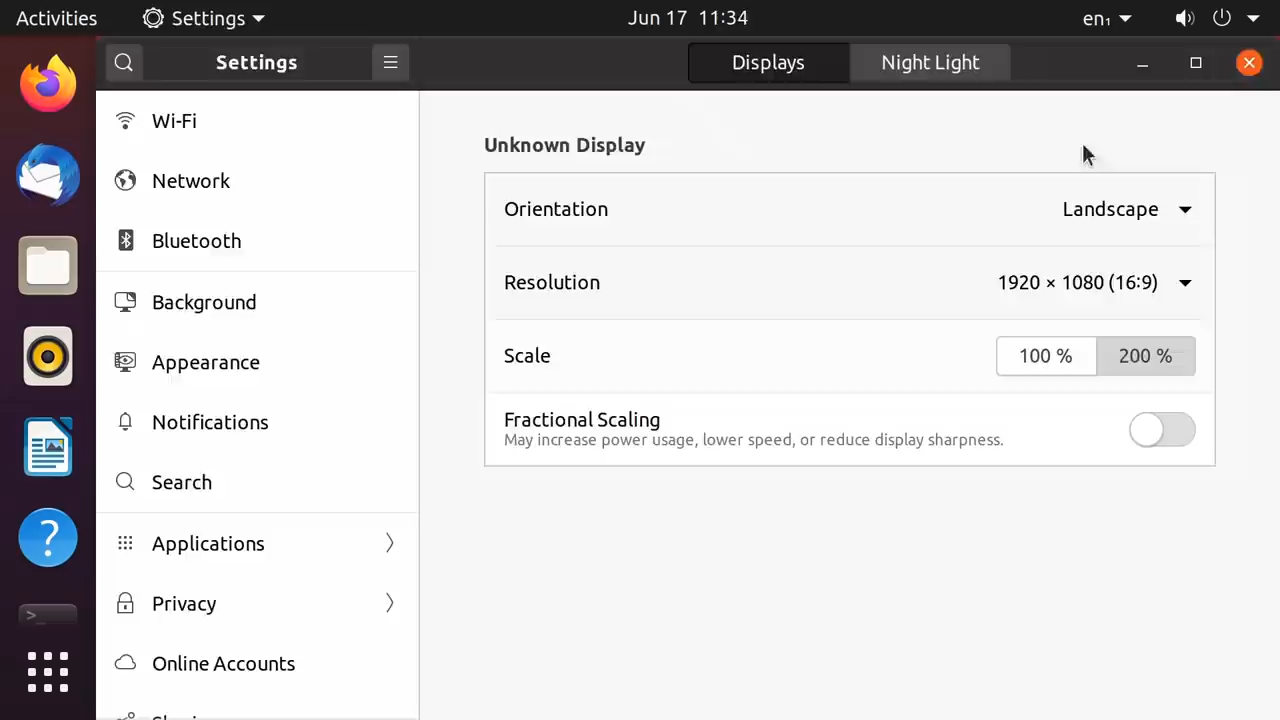 Activities
Settings
Jun 17 11:34
en₁
Settings
Displays
Night Light
Wi-Fi
Network
Bluetooth
Background
Appearance
Notifications
Search
Applications
Privacy
Online Accounts
Unknown Display
Orientation
Landscape
Resolution
1920 × 1080 (16:9)
Scale
100 %
200 %
Fractional Scaling
May increase power usage, lower speed, or reduce display sharpness.